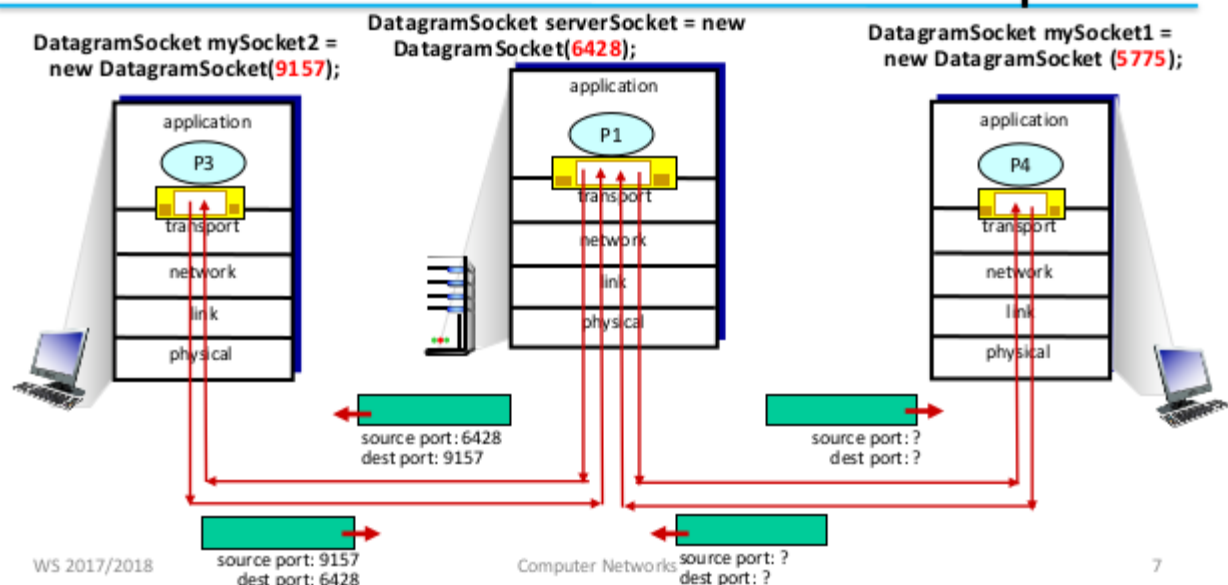 DatagramSocket mySocket2 =
new DatagramSocket(9157);
DatagramSocket serverSocket = new
DatagramSocket(6428);
DatagramSocket mySocket1 =
new DatagramSocket (5775);
application
P3
transport
network
link
physical
application
P1
transport
network
link
physical
application
P4
transport
network
link
physical
source port: 6428
dest port: 9157
source port: ?
dest port: ?
source port: 9157
dest port: 6428
source port: ?
dest port: ?
WS 2017/2018
Computer Networks
7